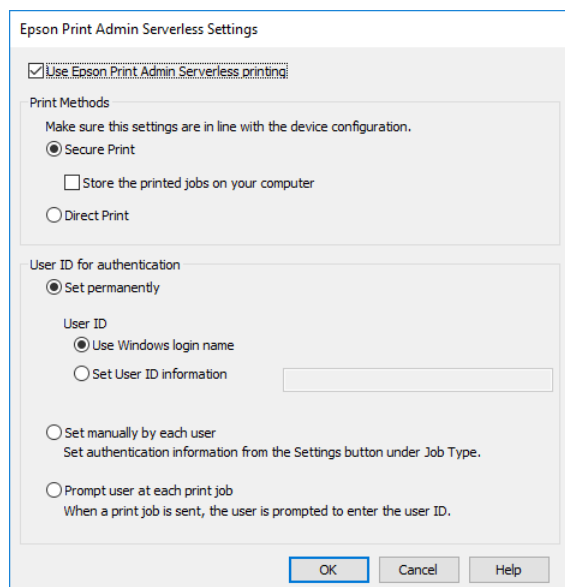 Epson Print Admin Serverless Settings
Use Epson Print Admin Serverless printing
Print Methods
Make sure this settings are in line with the device configuration.
Secure Print
Store the printed jobs on your computer
Direct Print
User ID for authentication
Set permanently
User ID
Use Windows login name
Set User ID information
Set manually by each user
Set authentication information from the Settings button under Job Type.
Prompt user at each print job
When a print job is sent, the user is prompted to enter the user ID.
OK Cancel Help